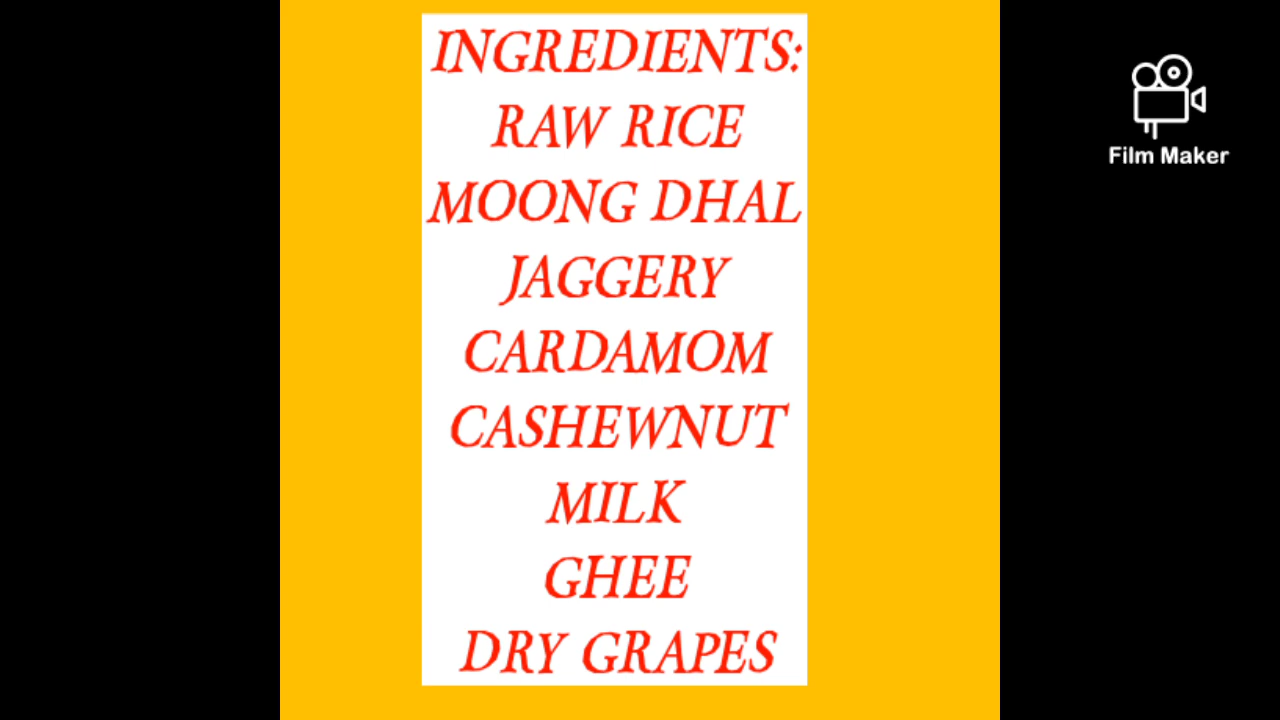 INGREDIENTS:
RAW RICE
MOONG DHAL
JAGGERY
CARDAMOM
CASHEWNUT
MILK
GHEE
DRY GRAPES
Film Maker